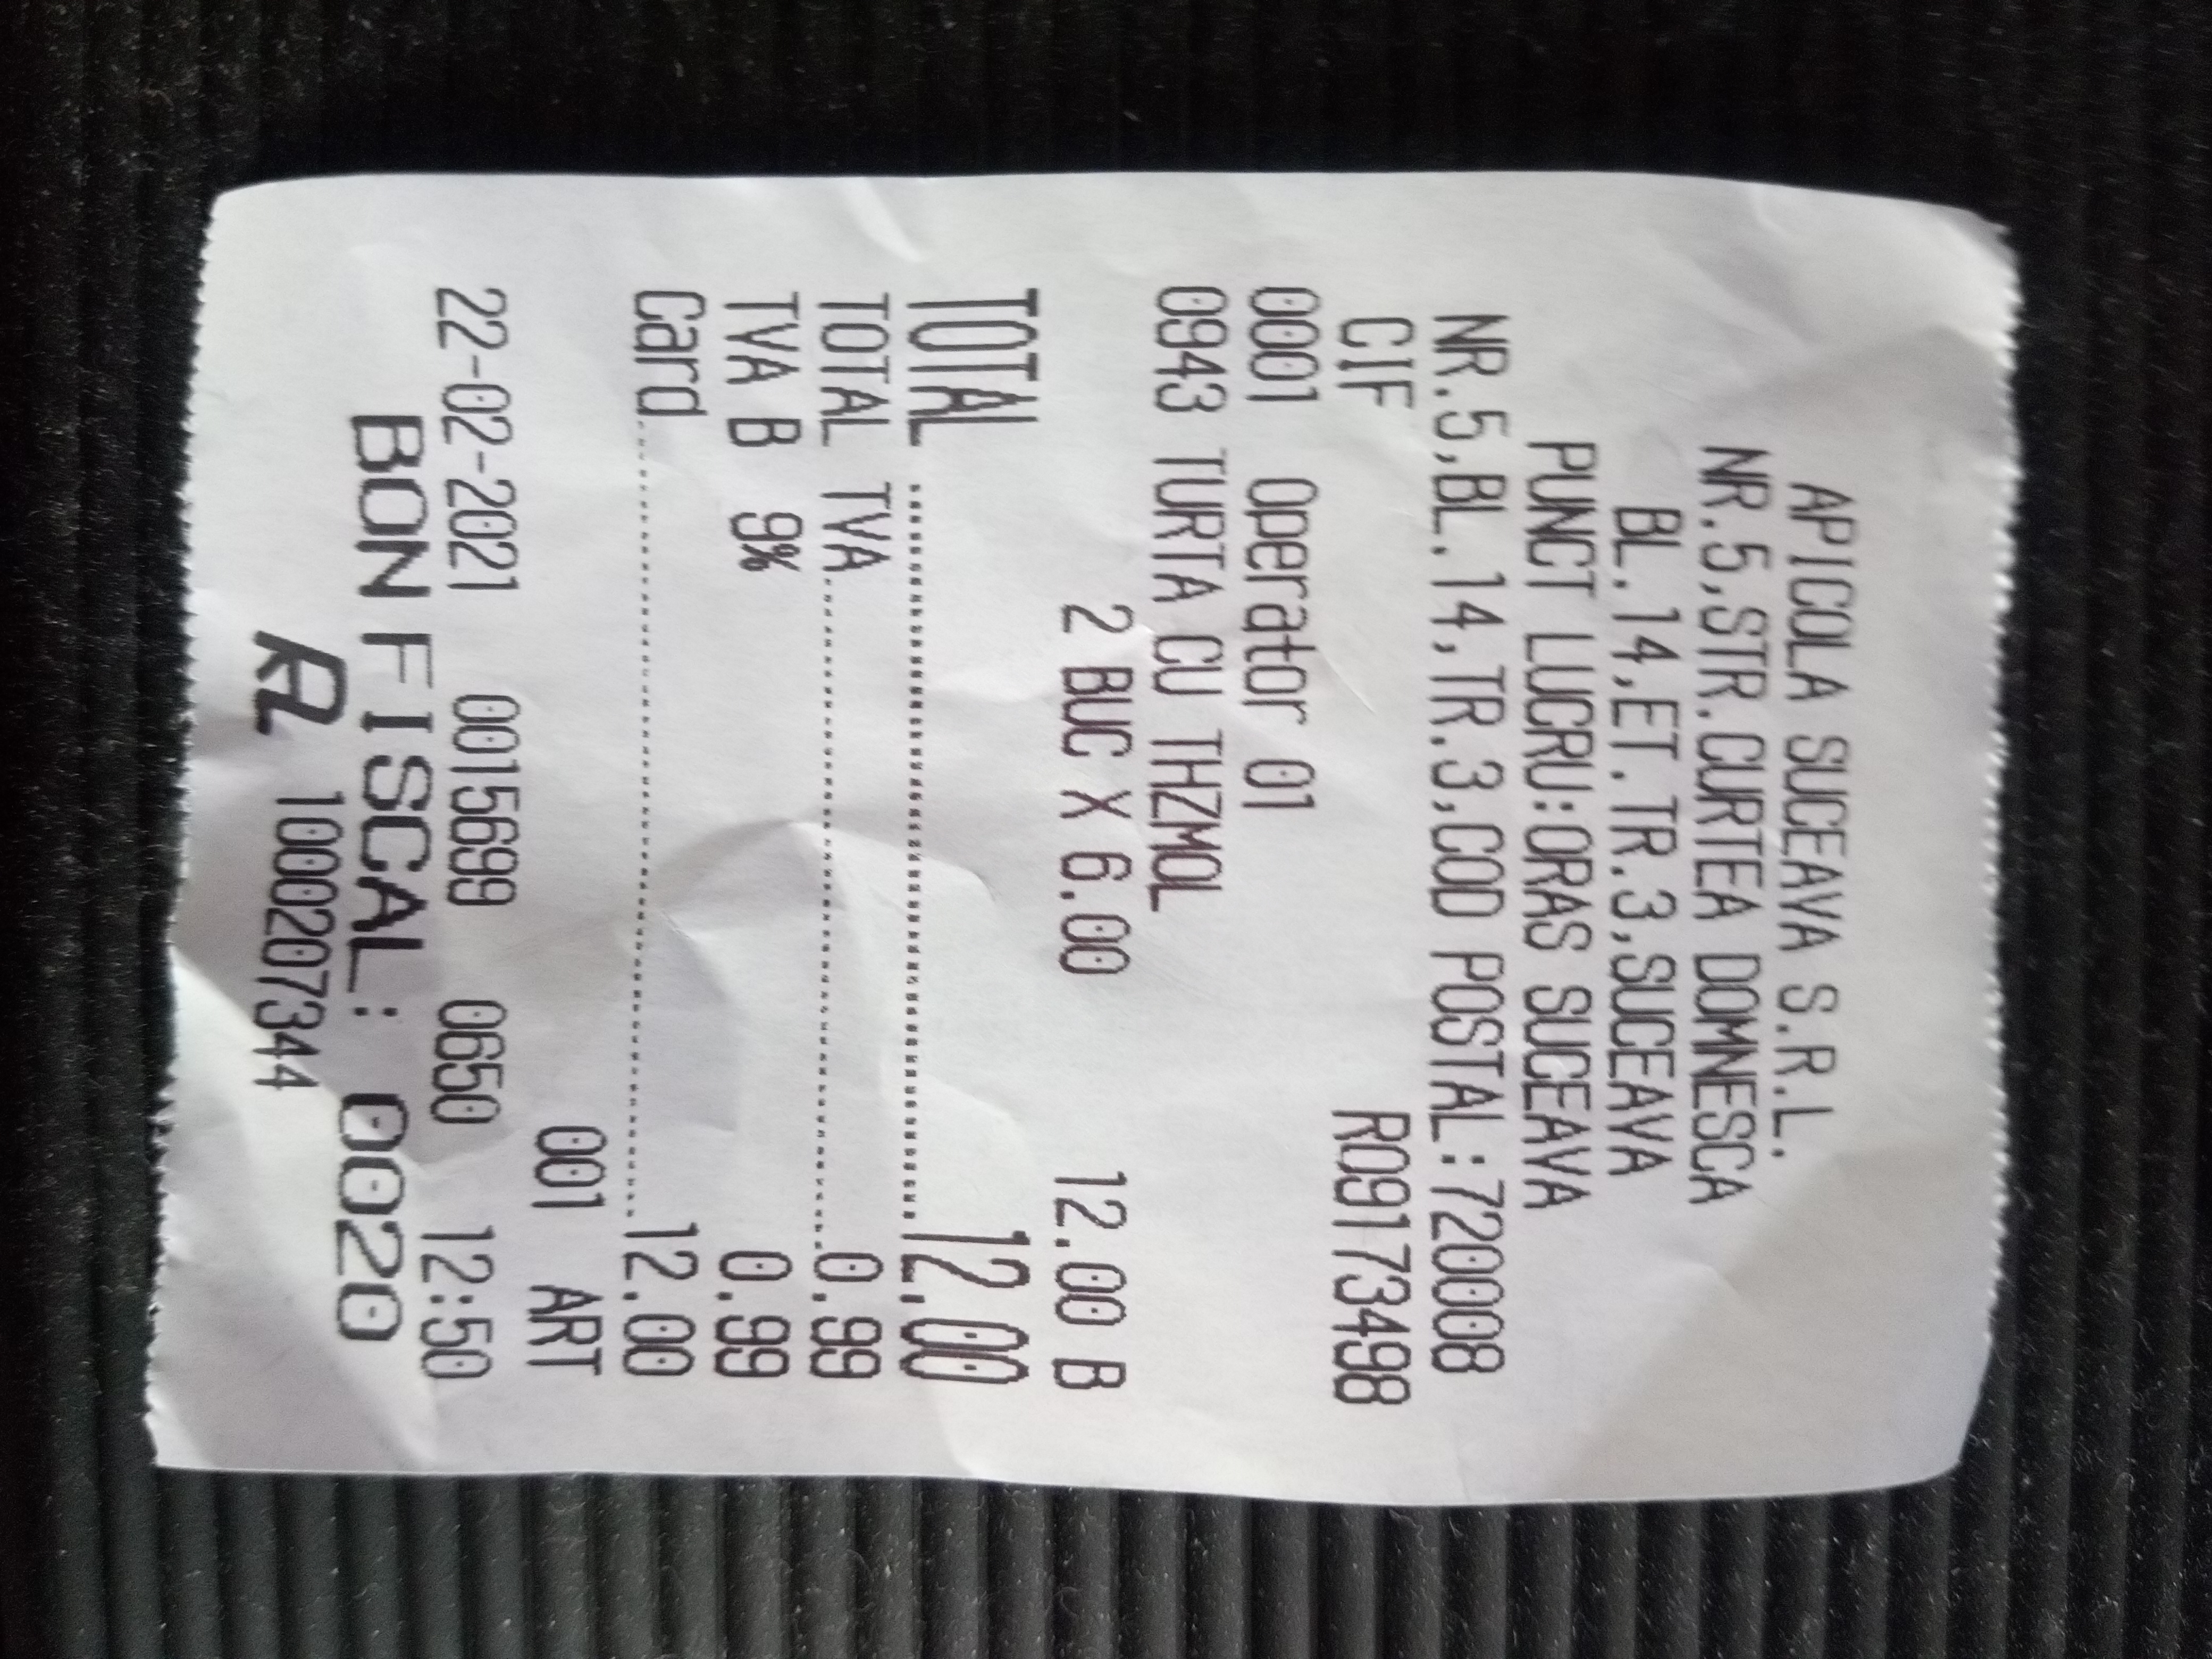 APICOLA SUCEAVA S.R.L.
NR.5,STR.CURTEA DOMNESCA
BL.14,ET.TR.3,SUCEAVA
PUNCT LUCRU:ORAS SUCEAVA
NR.5,BL.14,TR.3,COD POSTAL:720008
CIF RO9173498
0001 Operator 01
0943 TURTA CU THZMOL
2 BUC X 6.00 12.00 B
TOTAL ..................12.00
TOTAL TVA..................0.99
TVA B 9% 0.99
Card..................12.00
001 ART
22-02-2021 0015699 0650 12:50
BON FISCAL: 0020
R 1000207344